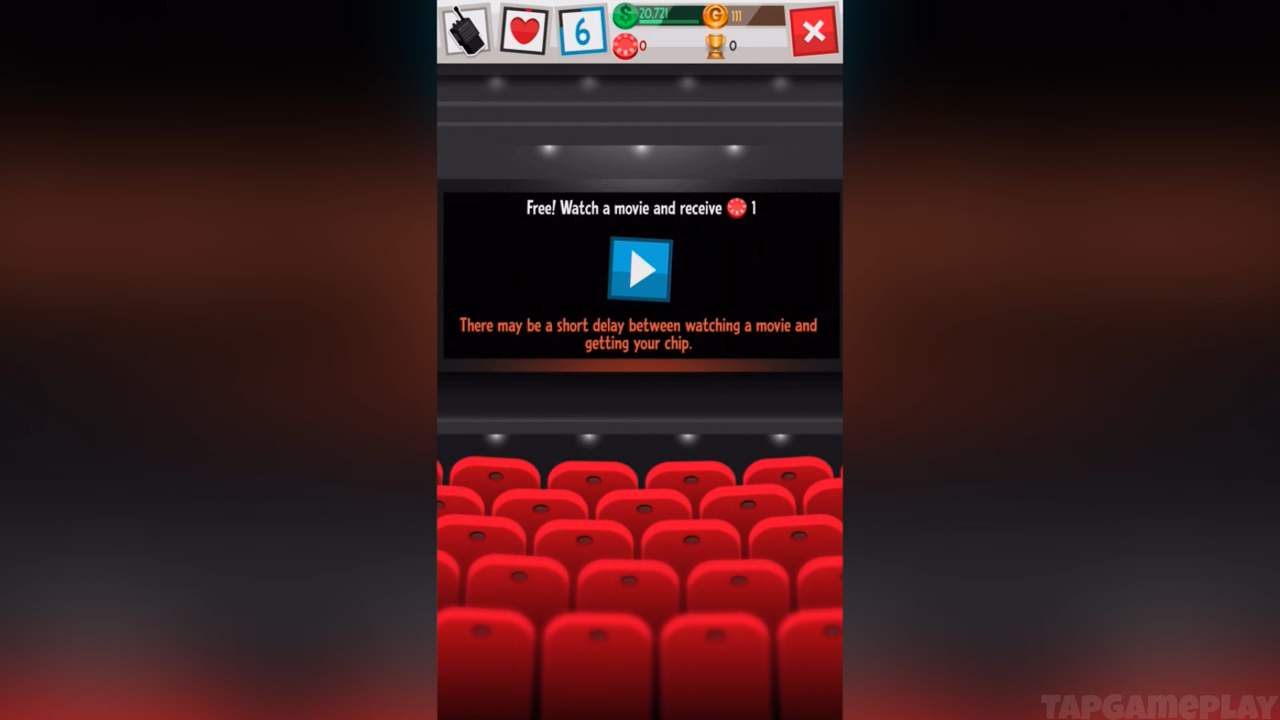 6
20,721
G
111
0
0
Free! Watch a movie and receive 1
There may be a short delay between watching a movie and
getting your chip.
TAPGAMEPLAY